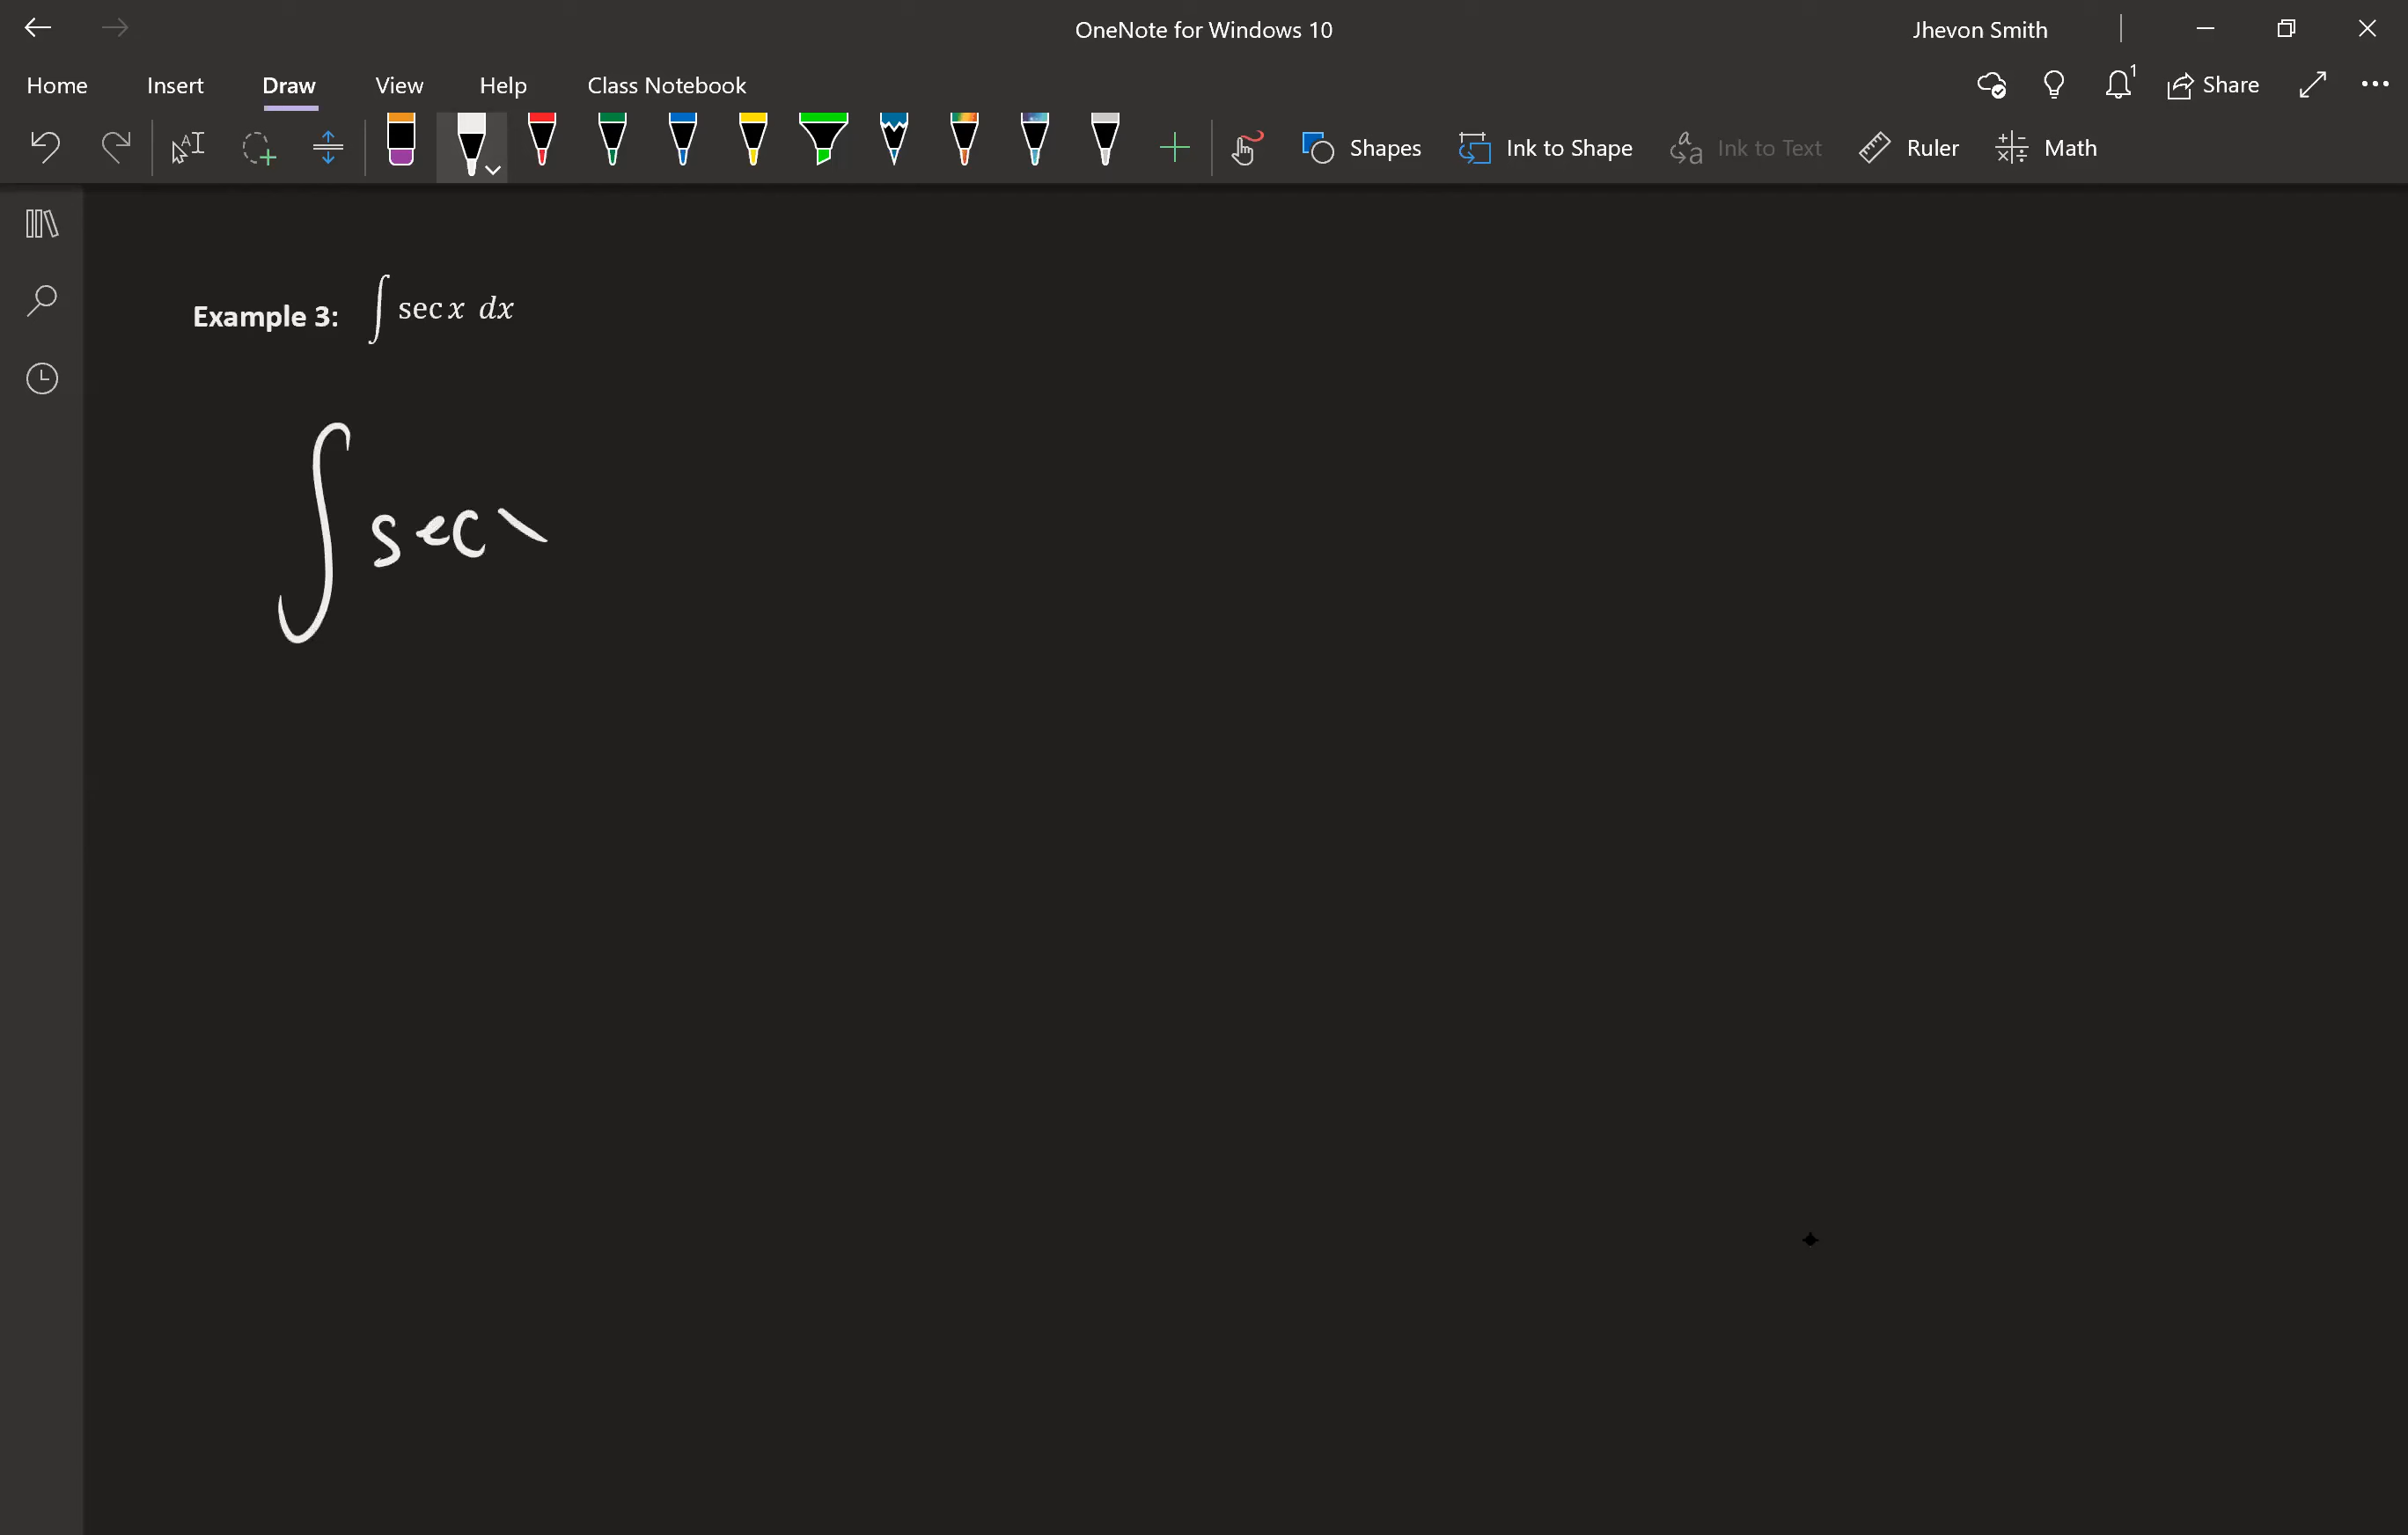 OneNote for Windows 10
Jhevon Smith
Home Insert Draw View Help Class Notebook
1 Share
Shapes Ink to Shape Ink to Text Ruler Math
Example 3: ∫ sec x dx
∫ sec \